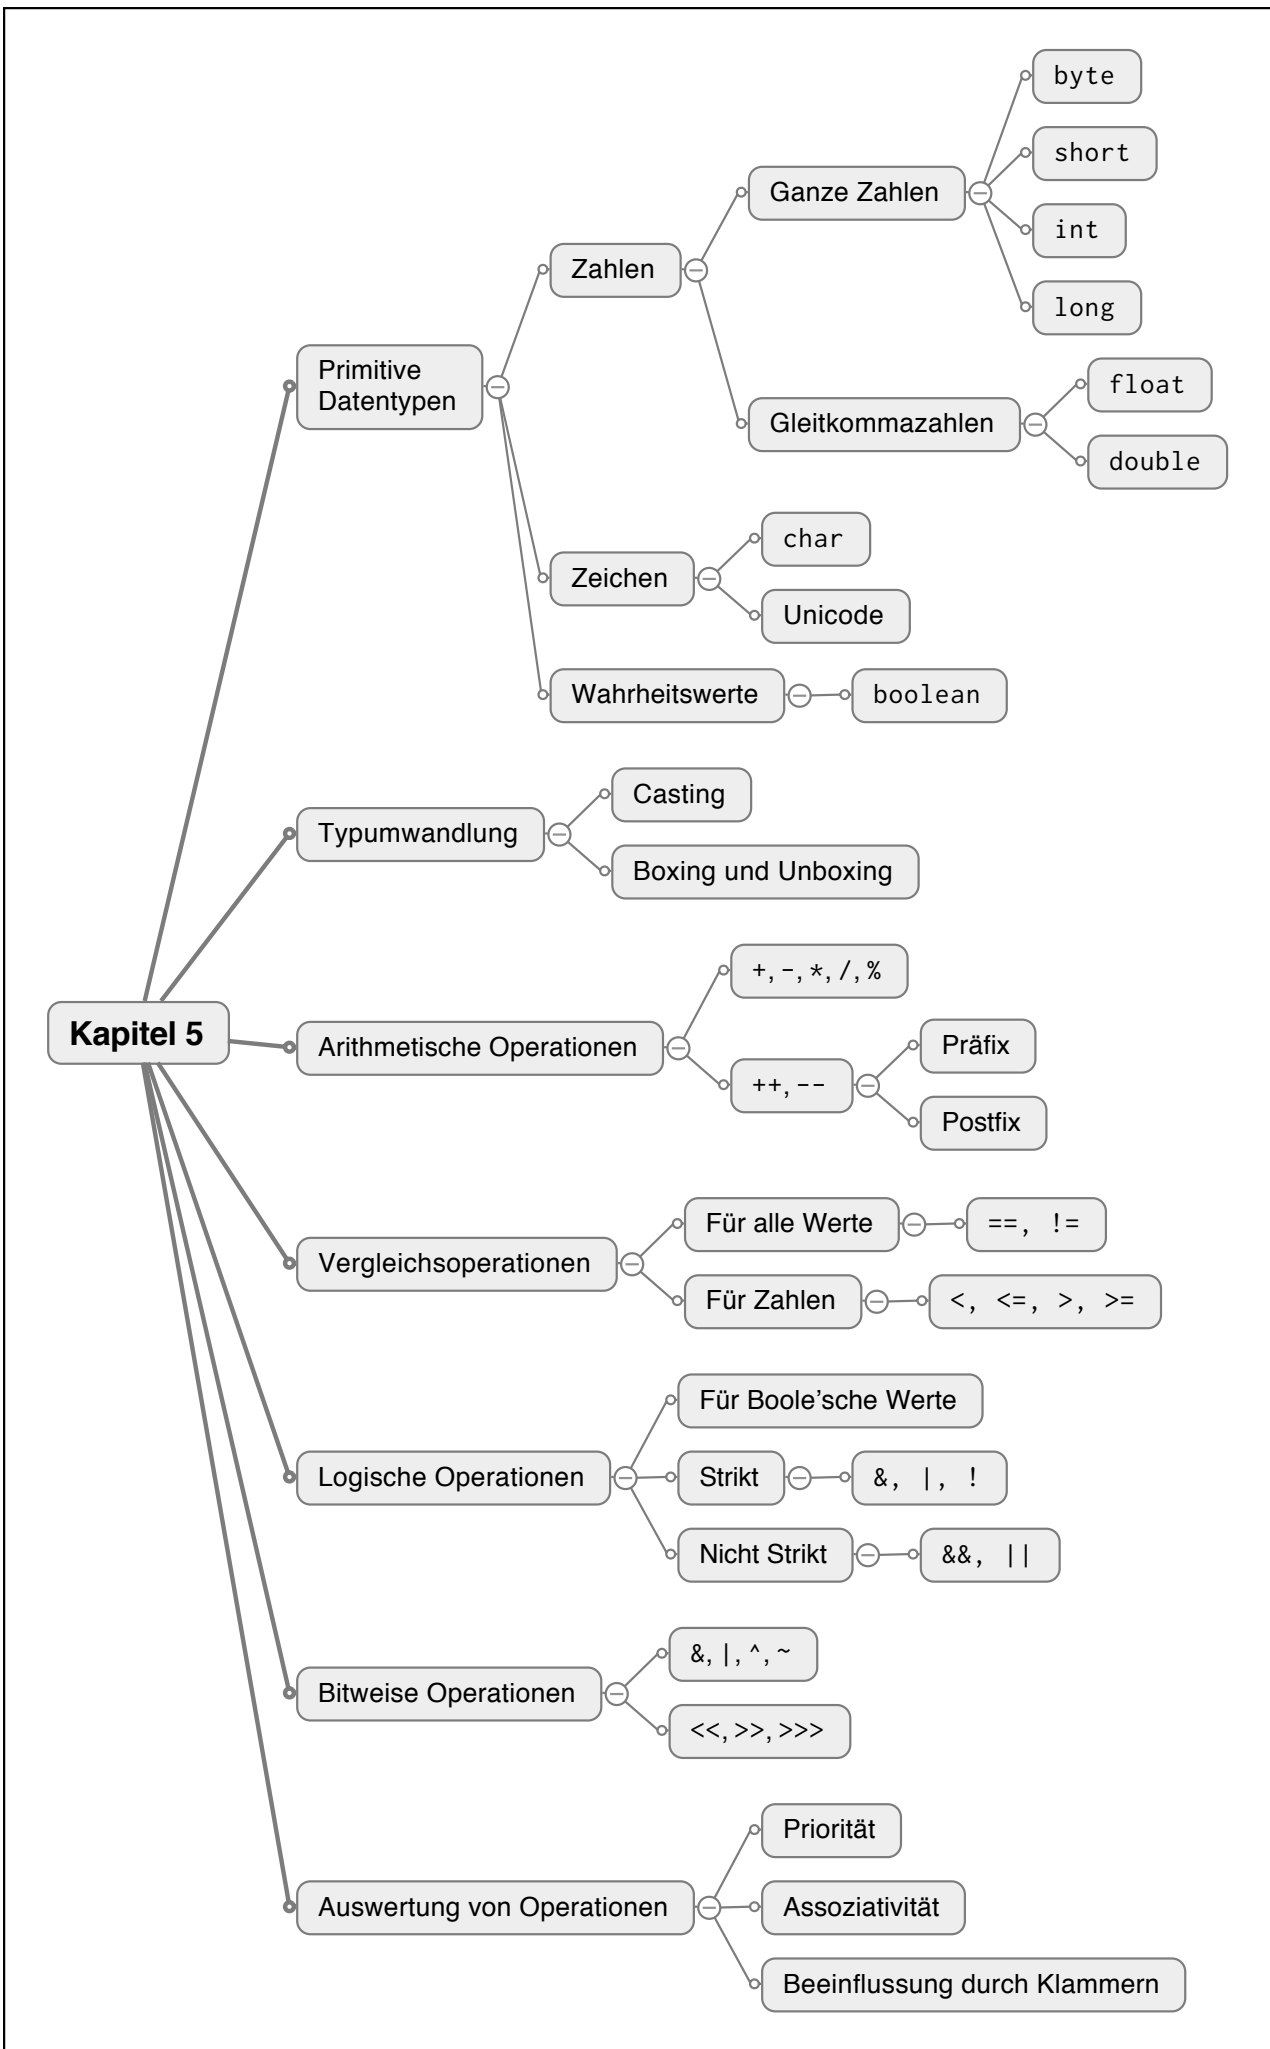 Kapitel 5
Primitive
Datentypen
Zahlen
Ganze Zahlen
byte
short
int
long
Gleitkommazahlen
float
double
Zeichen
char
Unicode
Wahrheitswerte
boolean
Typumwandlung
Casting
Boxing und Unboxing
Arithmetische Operationen
+, -, *, /, %
++, --
Präfix
Postfix
Vergleichsoperationen
Für alle Werte
==, !=
Für Zahlen
<, <=, >, >=
Logische Operationen
Für Boole'sche Werte
Strikt
&, |, !
Nicht Strikt
&&, ||
Bitweise Operationen
&, |, ^, ~
<<, >>, >>>
Auswertung von Operationen
Priorität
Assoziativität
Beeinflussung durch Klammern